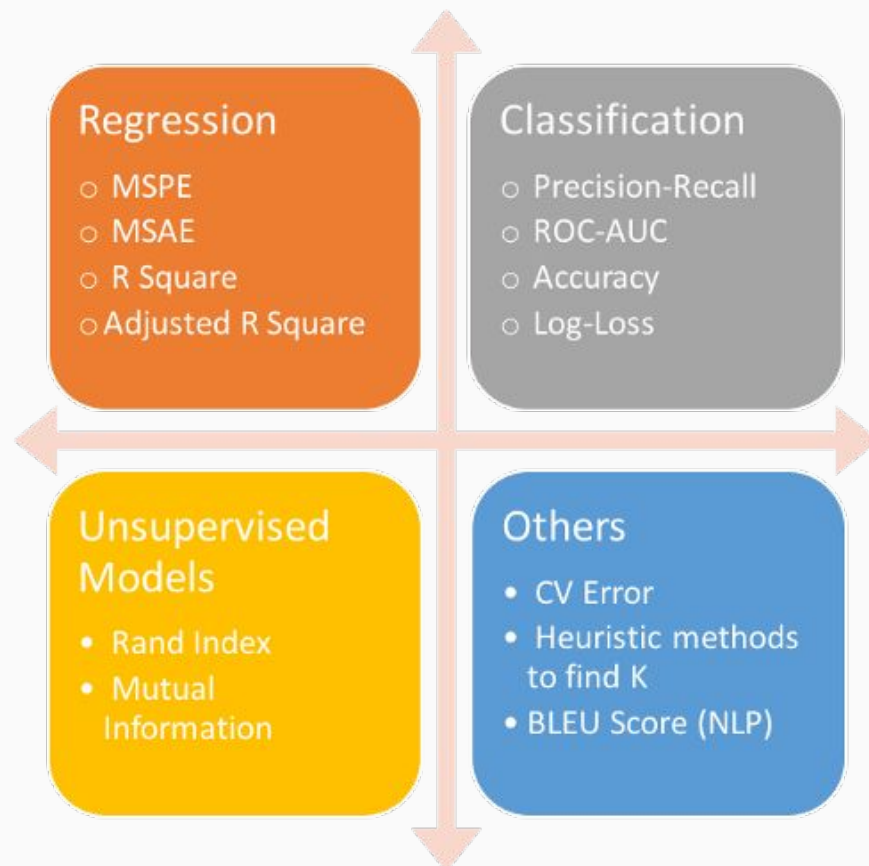 Regression
○ MSPE
○ MSAE
○ R Square
○ Adjusted R Square
Classification
○ Precision-Recall
○ ROC-AUC
○ Accuracy
○ Log-Loss
Unsupervised
Models
• Rand Index
• Mutual
Information
Others
• CV Error
• Heuristic methods
to find K
• BLEU Score (NLP)